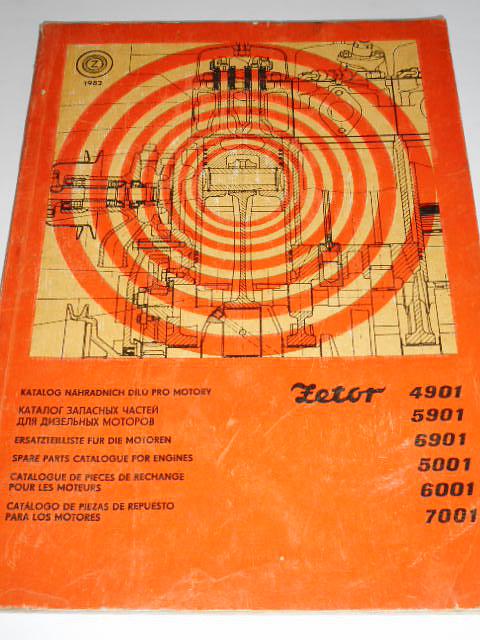 Z
1982
KATALOG NÁHRADNÍCH DÍLŮ PRO MOTORY
КАТАЛОГ ЗАПАСНЫХ ЧАСТЕЙ
ДЛЯ ДИЗЕЛЬНЫХ МОТОРОВ
ERSATZTEILLISTE FÜR DIE MOTOREN
SPARE PARTS CATALOGUE FOR ENGINES
CATALOGUE DE PIECES DE RECHANGE
POUR LES MOTEURS
CATÁLOGO DE PIEZAS DE REPUESTO
PARA LOS MOTORES
Zetor 4901
5901
6901
5001
6001
7001